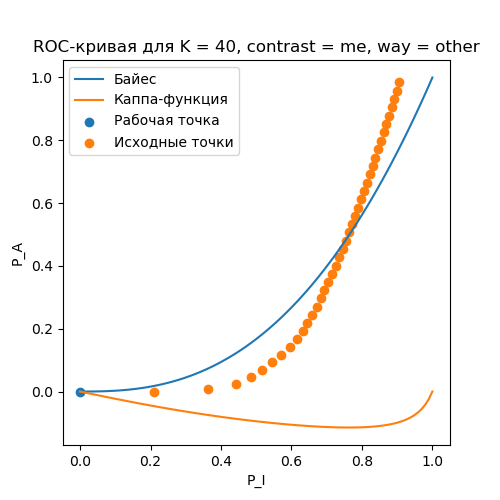 ROC-кривая для K = 40, contrast = me, way = other
Байес
Каппа-функция
Рабочая точка
Исходные точки
1.0
0.8
0.6
0.4
0.2
0.0
P_A
0.0 0.2 0.4 0.6 0.8 1.0
P_I